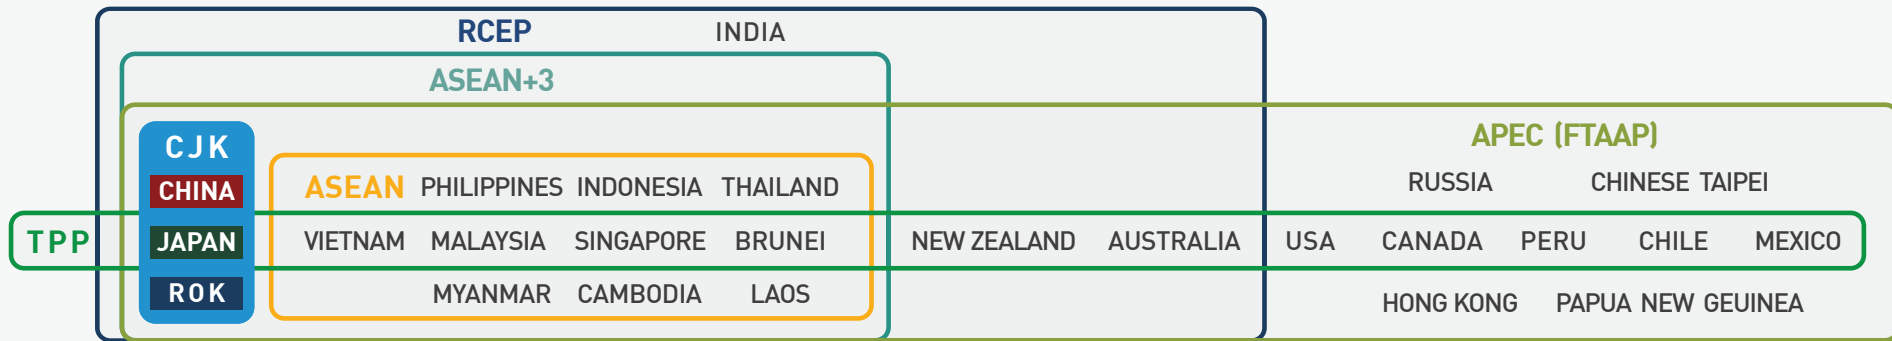 RCEP INDIA
ASEAN+3
APEC (FTAAP)
CJK
CHINA
ASEAN PHILIPPINES INDONESIA THAILAND
RUSSIA CHINESE TAIPEI
TPP JAPAN VIETNAM MALAYSIA SINGAPORE BRUNEI NEW ZEALAND AUSTRALIA USA CANADA PERU CHILE MEXICO
ROK MYANMAR CAMBODIA LAOS
HONG KONG PAPUA NEW GEUINEA